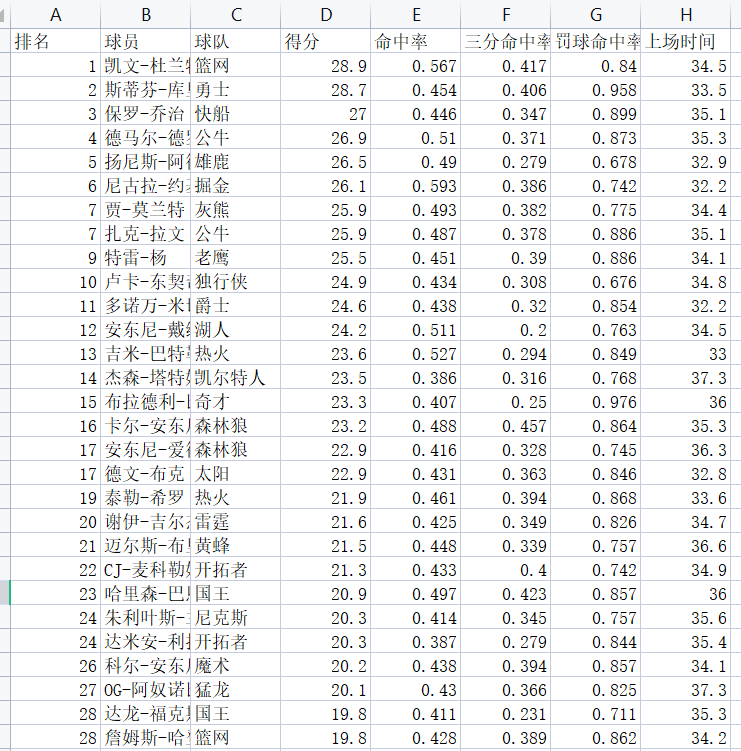 A B C D E F G H
排名 球员 球队 得分 命中率 三分命中率 罚球命中率 上场时间
1 凯文-杜兰 篮网 28.9 0.567 0.417 0.84 34.5
2 斯蒂芬-库 勇士 28.7 0.454 0.406 0.958 33.5
3 保罗-乔治 快船 27 0.446 0.347 0.899 35.1
4 德马尔-德 公牛 26.9 0.51 0.371 0.873 35.3
5 扬尼斯-阿 雄鹿 26.5 0.49 0.279 0.678 32.9
6 尼古拉-约 掘金 26.1 0.593 0.386 0.742 32.2
7 贾-莫兰特 灰熊 25.9 0.493 0.382 0.775 34.4
7 扎克-拉文 公牛 25.9 0.487 0.378 0.886 35.1
9 特雷-杨 老鹰 25.5 0.451 0.39 0.886 34.1
10 卢卡-东契 独行侠 24.9 0.434 0.308 0.676 34.8
11 多诺万-米 爵士 24.6 0.438 0.32 0.854 32.2
12 安东尼-戴 湖人 24.2 0.511 0.2 0.763 34.5
13 吉米-巴特 热火 23.6 0.527 0.294 0.849 33
14 杰森-塔特 凯尔特人 23.5 0.386 0.316 0.768 37.3
15 布拉德利- 奇才 23.3 0.407 0.25 0.976 36
16 卡尔-安东 森林狼 23.2 0.488 0.457 0.864 35.3
17 安东尼-爱 森林狼 22.9 0.416 0.328 0.745 36.3
17 德文-布克 太阳 22.9 0.431 0.363 0.846 32.8
19 泰勒-希罗 热火 21.9 0.461 0.394 0.868 33.6
20 谢伊-吉尔 雷霆 21.6 0.425 0.349 0.826 34.7
21 迈尔斯-布 黄蜂 21.5 0.448 0.339 0.757 36.6
22 CJ-麦科勒 开拓者 21.3 0.433 0.4 0.742 34.9
23 哈里森-巴 国王 20.9 0.497 0.423 0.857 36
24 朱利叶斯- 尼克斯 20.3 0.414 0.345 0.757 35.6
24 达米安-利 开拓者 20.3 0.387 0.279 0.844 35.4
26 科尔-安东 魔术 20.2 0.438 0.394 0.857 34.1
27 OG-阿奴诺 猛龙 20.1 0.43 0.366 0.825 37.3
28 达龙-福克 国王 19.8 0.411 0.231 0.711 35.3
28 詹姆斯-哈 篮网 19.8 0.428 0.389 0.862 34.2